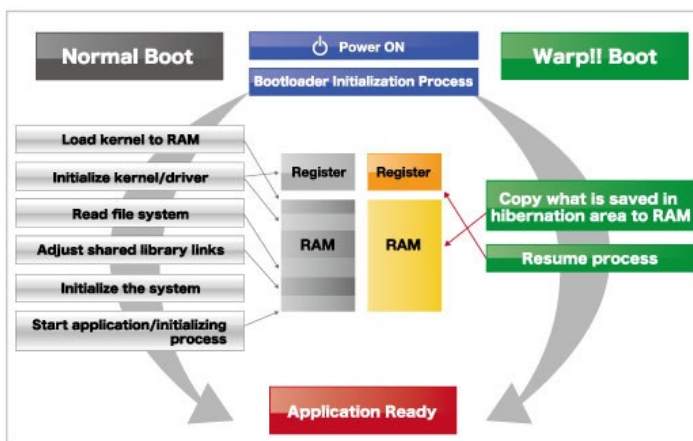 Normal Boot
Power ON
Bootloader Initialization Process
Warp!! Boot
Load kernel to RAM
Initialize kernel/driver
Read file system
Adjust shared library links
Initialize the system
Start application/initializing
process
Register
RAM
Register
RAM
Copy what is saved in
hibernation area to RAM
Resume process
Application Ready